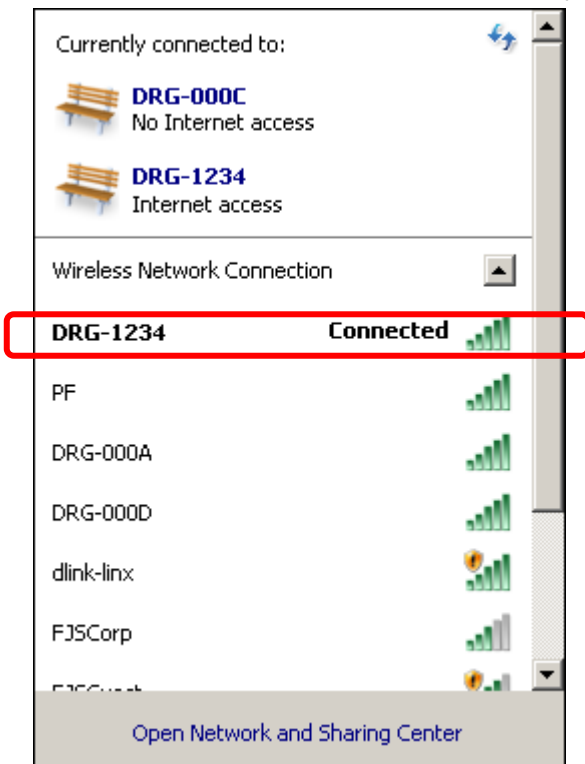 Currently connected to:
DRG-000C
No Internet access
DRG-1234
Internet access
Wireless Network Connection
DRG-1234 Connected
PF
DRG-000A
DRG-000D
dlink-linx
FJSCorp
Open Network and Sharing Center